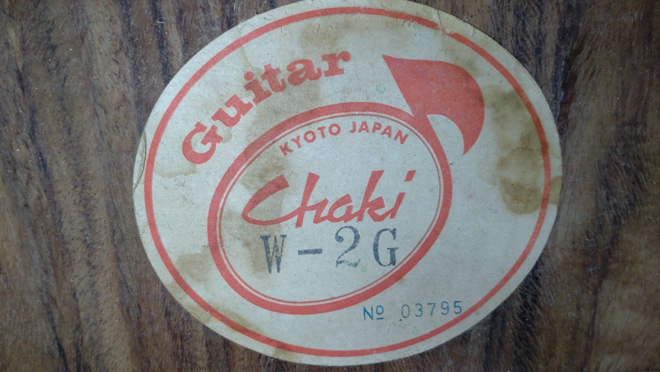 Guitar
KYOTO JAPAN
Chaki
W-2G
Nº 03795